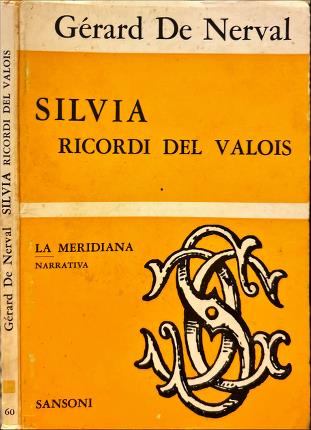 Gérard De Nerval
SILVIA
RICORDI DEL VALOIS
LA MERIDIANA
NARRATIVA
SANSONI
Gérard De Nerval SILVIA RICORDI DEL VALOIS
60